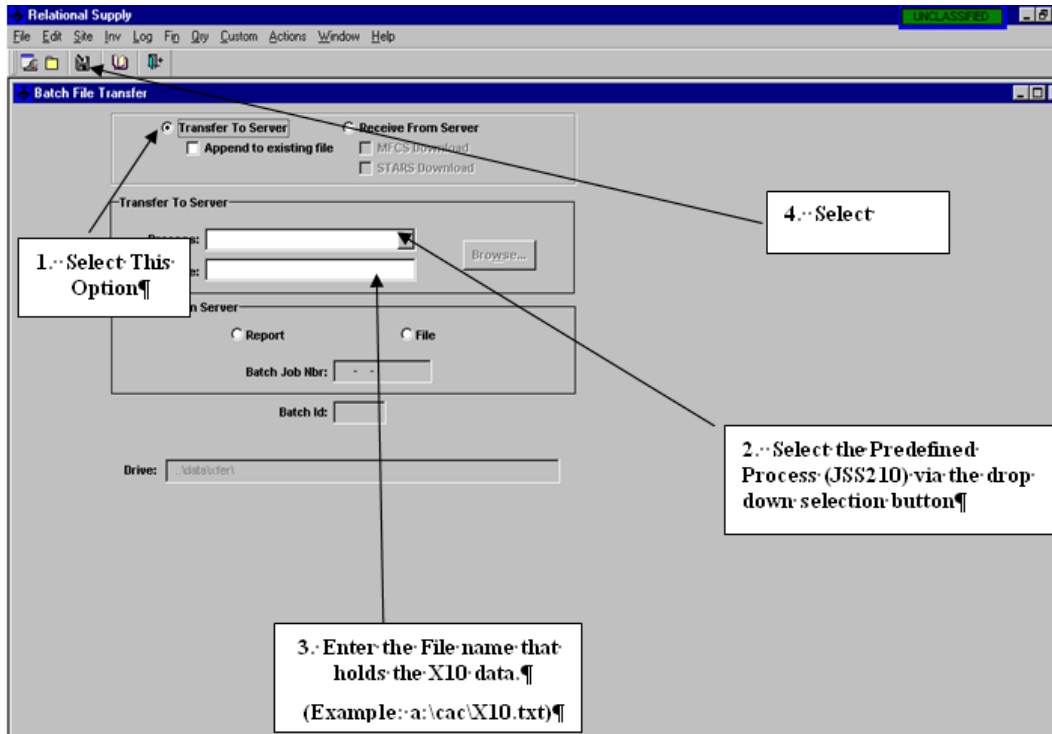 Relational Supply
UNCLASSIFIED
File Edit Site Inv Log Fin Qry Custom Actions Window Help
Batch File Transfer
Transfer To Server
Receive From Server
Append to existing file
MFCS Download
STARS Download
Transfer To Server
Browse...
1. Select This
Option¶
4. Select
n Server
Report
File
Batch Job Nbr: - -
Batch Id:
Drive: ..\data\xfer\
2. Select the Predefined
Process (JSS210) via the drop
down selection button¶
3. Enter the File name that
holds the X10 data.¶
(Example: a:\cac\X10.txt)¶